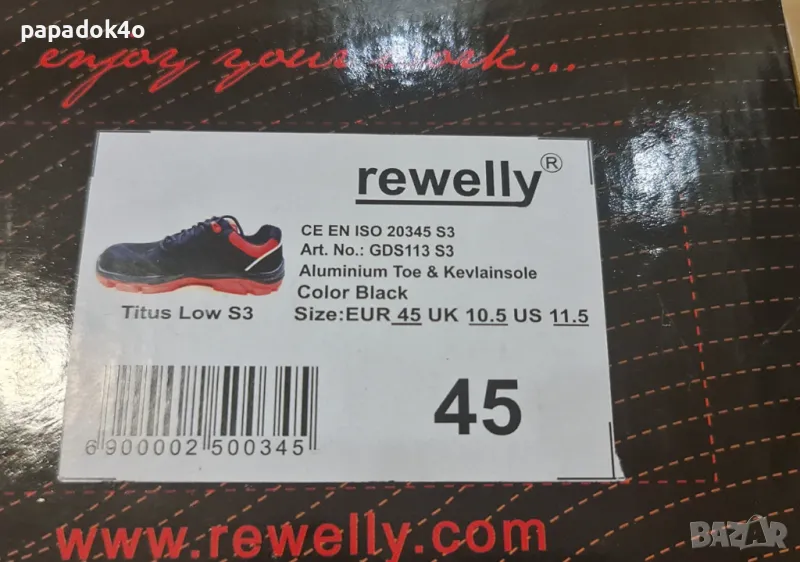 papadok4o
enjoy your work...
rewelly®
CE EN ISO 20345 S3
Art. No.: GDS113 S3
Aluminium Toe & Kevlainsole
Color Black
Titus Low S3
Size:EUR 45 UK 10.5 US 11.5
6 900002 500345
45
www.rewelly.com
BAZAR